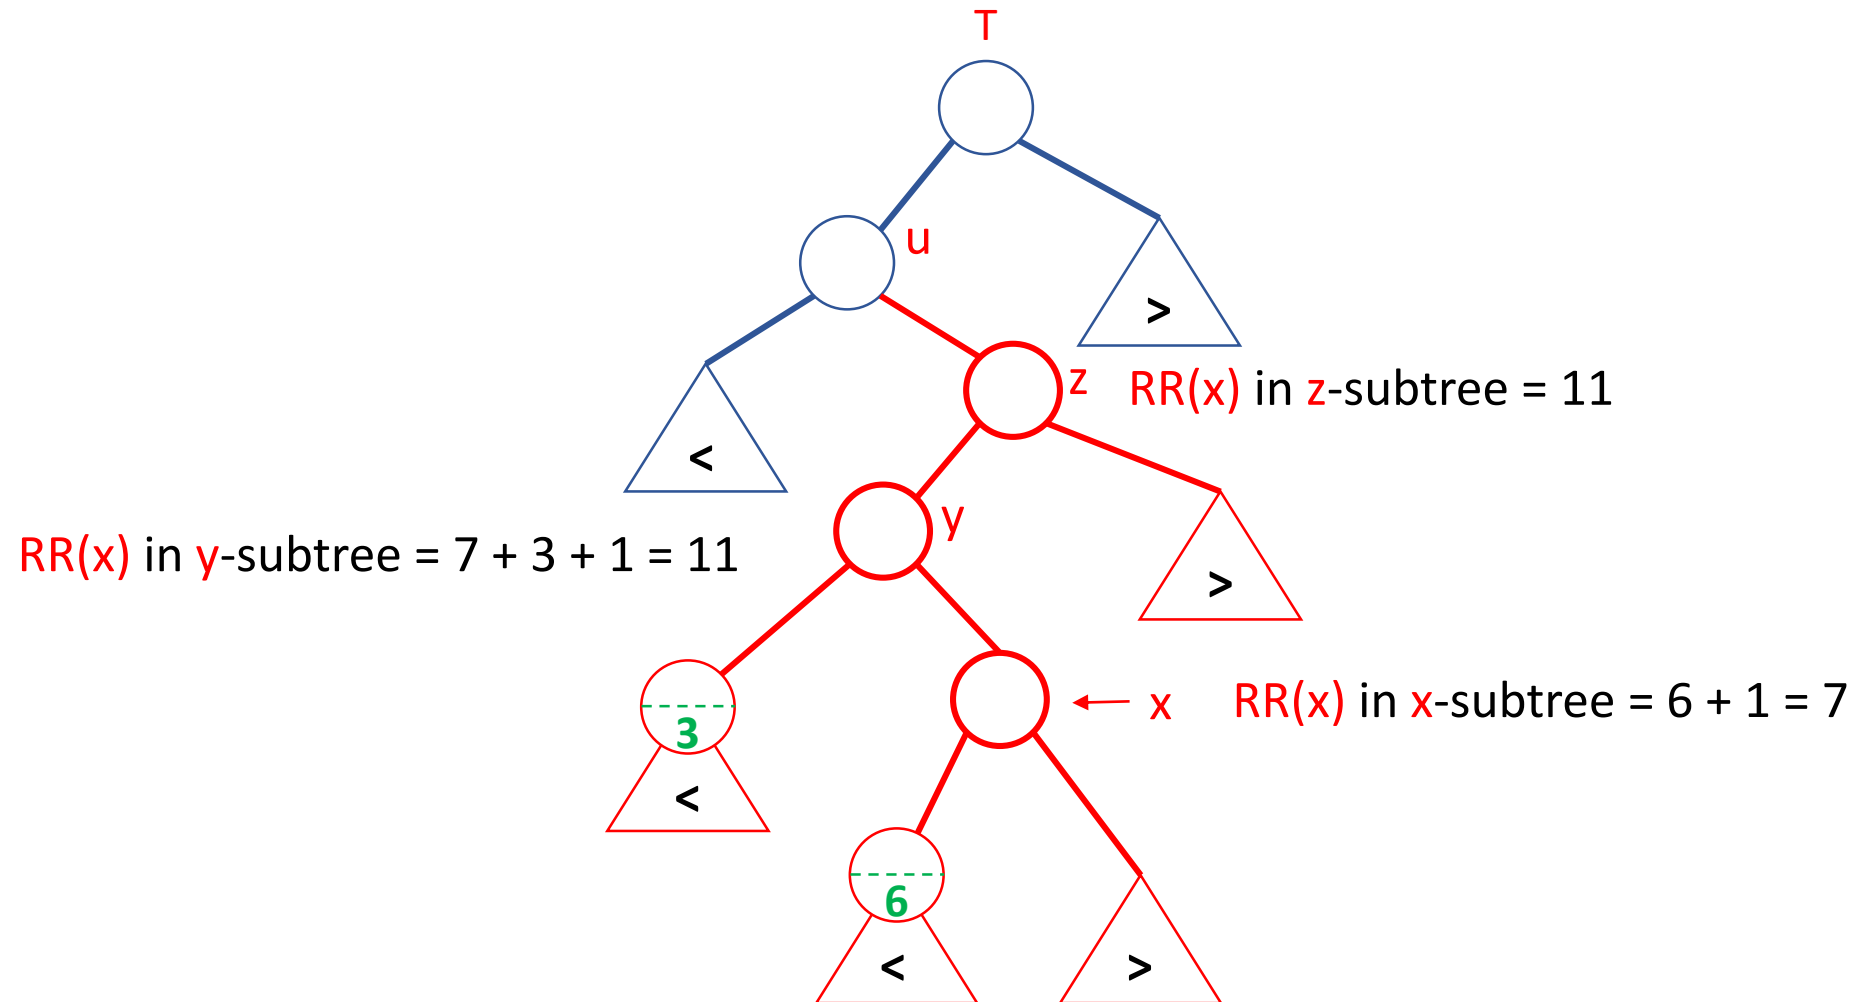 T
u
>
z
RR(x) in z-subtree = 11
<
y
RR(x) in y-subtree = 7 + 3 + 1 = 11
>
3
<
x
RR(x) in x-subtree = 6 + 1 = 7
6
<
>